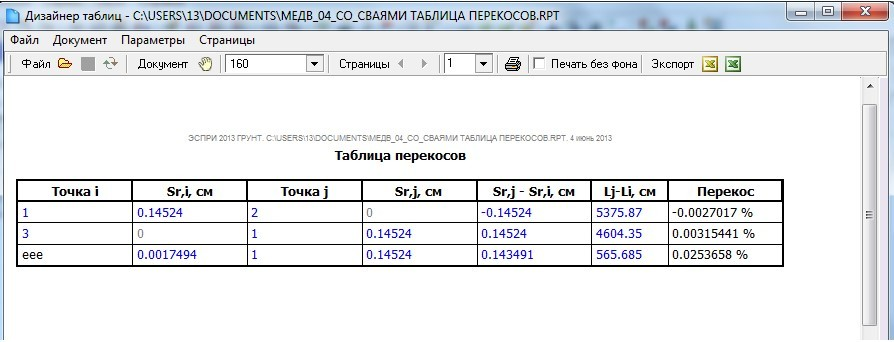 Дизайнер таблиц - C:\USERS\13\DOCUMENTS\МЕДВ_04_СО_СВАЯМИ ТАБЛИЦА ПЕРЕКОСОВ.RPT
Файл Документ Параметры Страницы
Файл Документ 160 Страницы 1 Печать без фона Экспорт
ЭСПРИ 2013 ГРУНТ. C:\USERS\13\DOCUMENTS\МЕДВ_04_СО_СВАЯМИ ТАБЛИЦА ПЕРЕКОСОВ.RPT. 4 июнь 2013
Таблица перекосов
Точка i Sr,i, см Точка j Sr,j, см Sr,j - Sr,i, см Lj-Li, см Перекос
1 0.14524 2 0 -0.14524 5375.87 -0.0027017 %
3 0 1 0.14524 0.14524 4604.35 0.00315441 %
eee 0.0017494 1 0.14524 0.143491 565.685 0.0253658 %